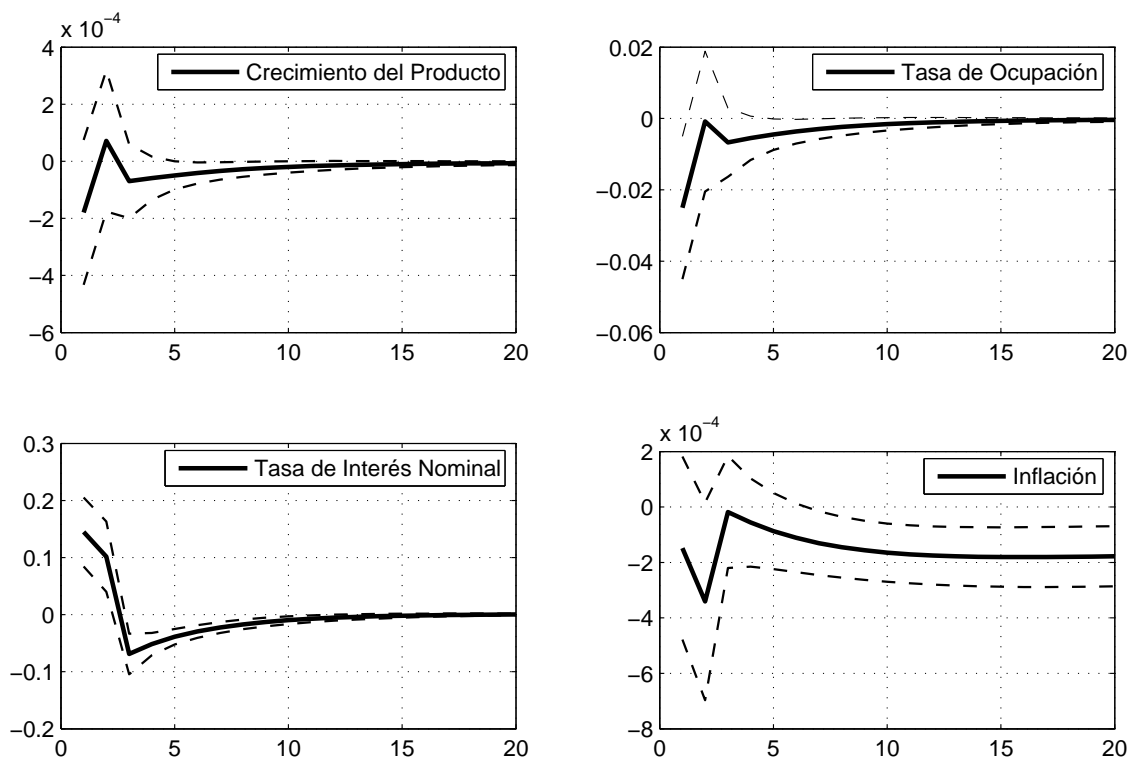 x 10−4
4
2
0
−2
−4
−6
0 5 10 15 20
Crecimiento del Producto
0.02
0
−0.02
−0.04
−0.06
0 5 10 15 20
Tasa de Ocupación
0.3
0.2
0.1
0
−0.1
−0.2
0 5 10 15 20
Tasa de Interés Nominal
x 10−4
2
0
−2
−4
−6
−8
0 5 10 15 20
Inflación